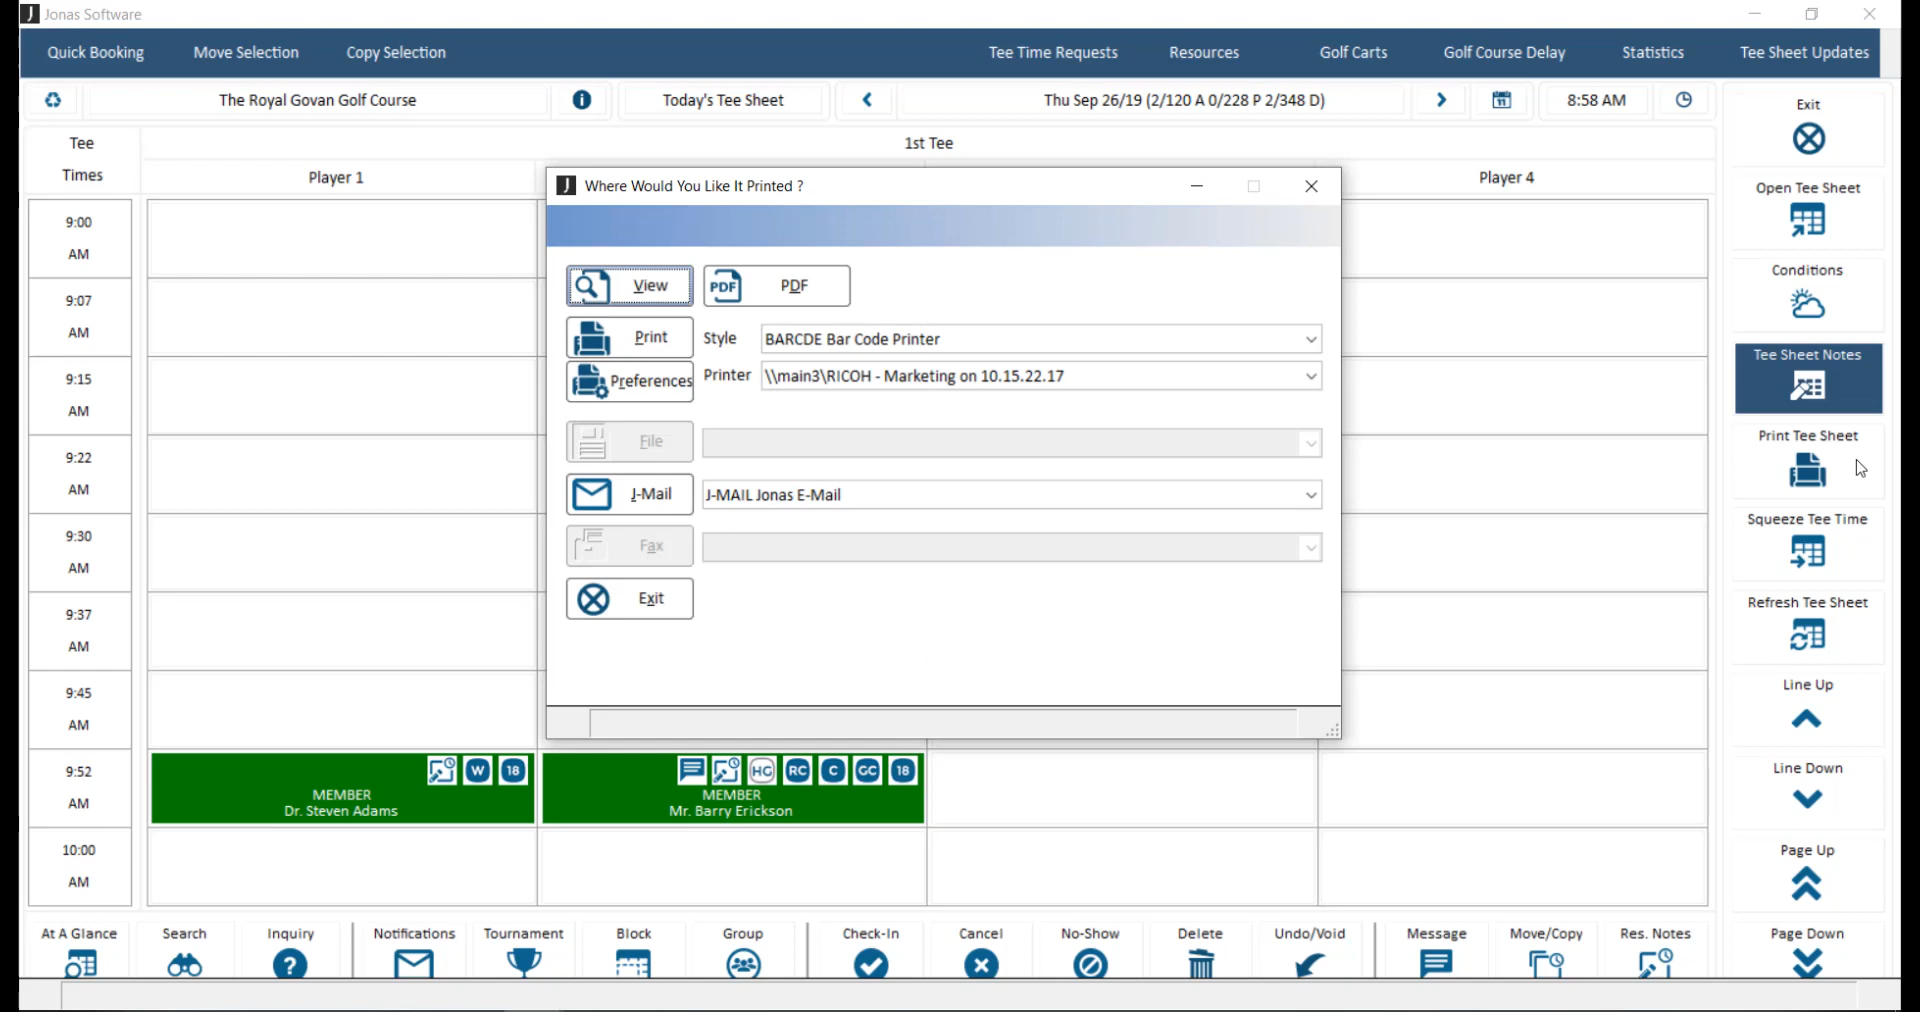 Jonas Software
Quick Booking Move Selection Copy Selection Tee Time Requests Resources Golf Carts Golf Course Delay Statistics Tee Sheet Updates
The Royal Govan Golf Course Today's Tee Sheet Thu Sep 26/19 (2/120 A 0/228 P 2/348 D) 11 8:58 AM
Exit
Tee
Times
1st Tee
Player 1
Player 4
Where Would You Like It Printed ?
View
PDF PDF
Print
Style
BARCDE Bar Code Printer
Preferences
Printer
\\main3\RICOH - Marketing on 10.15.22.17
File
J-Mail
J-MAIL Jonas E-Mail
Fax
Exit
9:00
AM
9:07
AM
9:15
AM
9:22
AM
9:30
AM
9:37
AM
9:45
AM
9:52
AM
W 18
MEMBER
Dr. Steven Adams
HG RC C GC 18
MEMBER
Mr. Barry Erickson
10:00
AM
Open Tee Sheet
Conditions
Tee Sheet Notes
Print Tee Sheet
Squeeze Tee Time
Refresh Tee Sheet
Line Up
Line Down
Page Up
Page Down
At A Glance Search Inquiry Notifications Tournament Block Group Check-In Cancel No-Show Delete Undo/Void Message Move/Copy Res. Notes